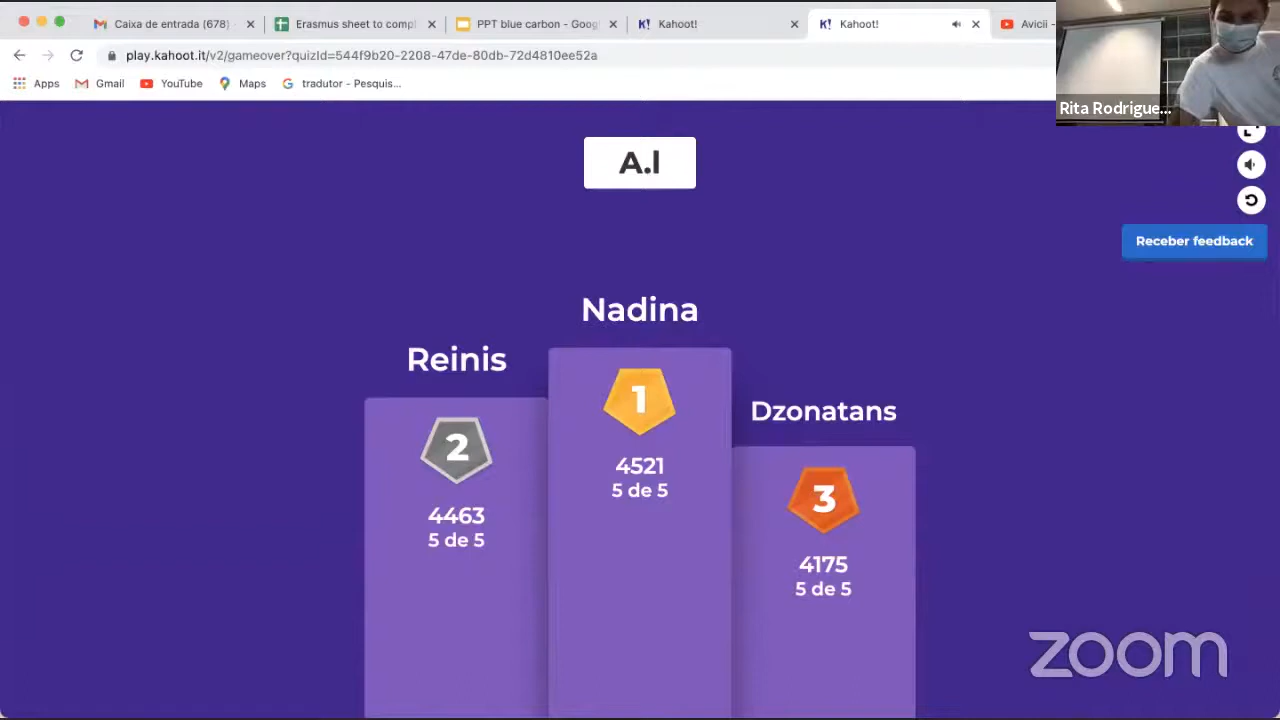 Caixa de entrada (678)
Erasmus sheet to compl
PPT blue carbon - Goog
K! Kahoot!
K! Kahoot!
Avicii -
play.kahoot.it/v2/gameover?quizId=544f9b20-2208-47de-80db-72d4810ee52a
Apps
Gmail
YouTube
Maps
tradutor - Pesquis...
Rita Rodrigue...
A.I
Receber feedback
Nadina
Reinis
Dzonatans
1
2
3
4521
5 de 5
4463
5 de 5
4175
5 de 5
zoom